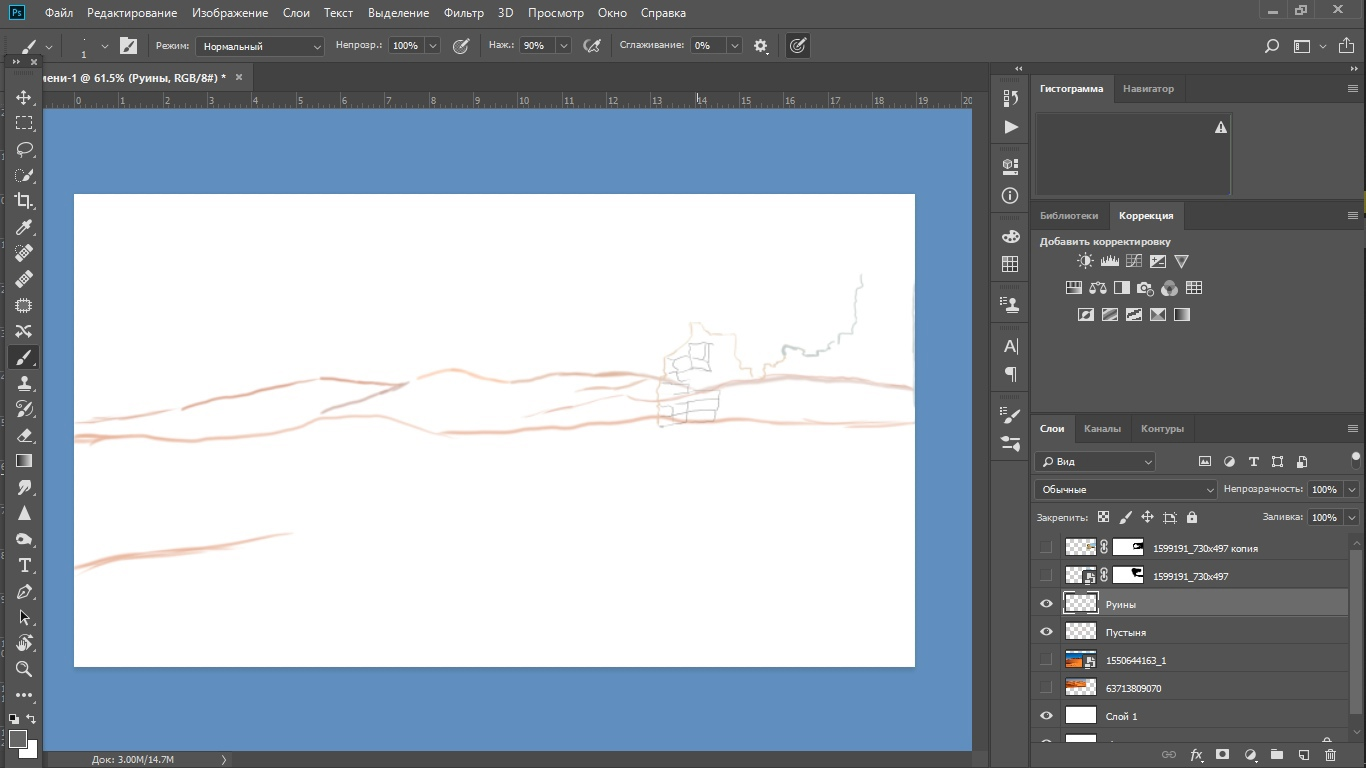 Ps Файл Редактирование Изображение Слои Текст Выделение Фильтр 3D Просмотр Окно Справка
1 Режим: Нормальный Непрозр.: 100% Наж.: 90% Сглаживание: 0%
мени-1 @ 61.5% (Руины, RGB/8#) * ×
0 1 2 3 4 5 6 7 8 9 10 11 12 13 14 15 16 17 18 19 20
Гистограмма Навигатор
Библиотеки Коррекция
Добавить корректировку
Слои Каналы Контуры
Вид
Обычные Непрозрачность: 100%
Закрепить: Заливка: 100%
1599191_730x497 копия
1599191_730x497
Руины
Пустыня
1550644163_1
63713809070
Слой 1
Док: 3.00M/14.7M